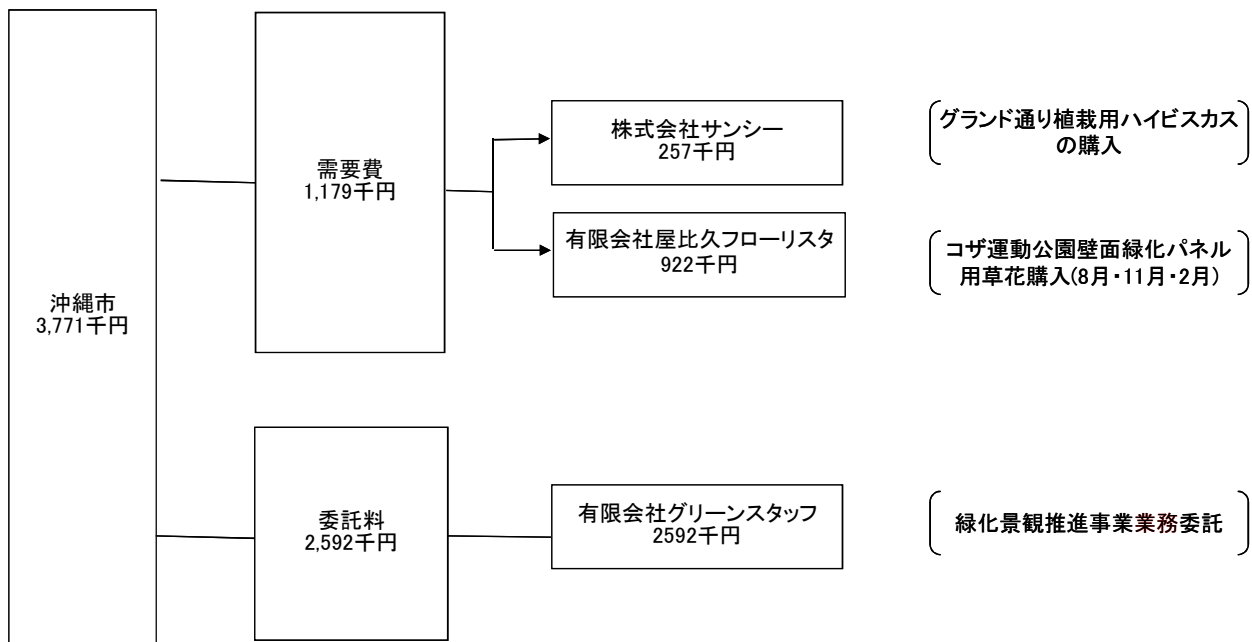 沖縄市
3,771千円
需要費
1,179千円
株式会社サンシー
257千円
グランド通り植栽用ハイビスカス
の購入
有限会社屋比久フローリスタ
922千円
コザ運動公園壁面緑化パネル
用草花購入(8月・11月・2月)
委託料
2,592千円
有限会社グリーンスタッフ
2592千円
緑化景観推進事業業務委託